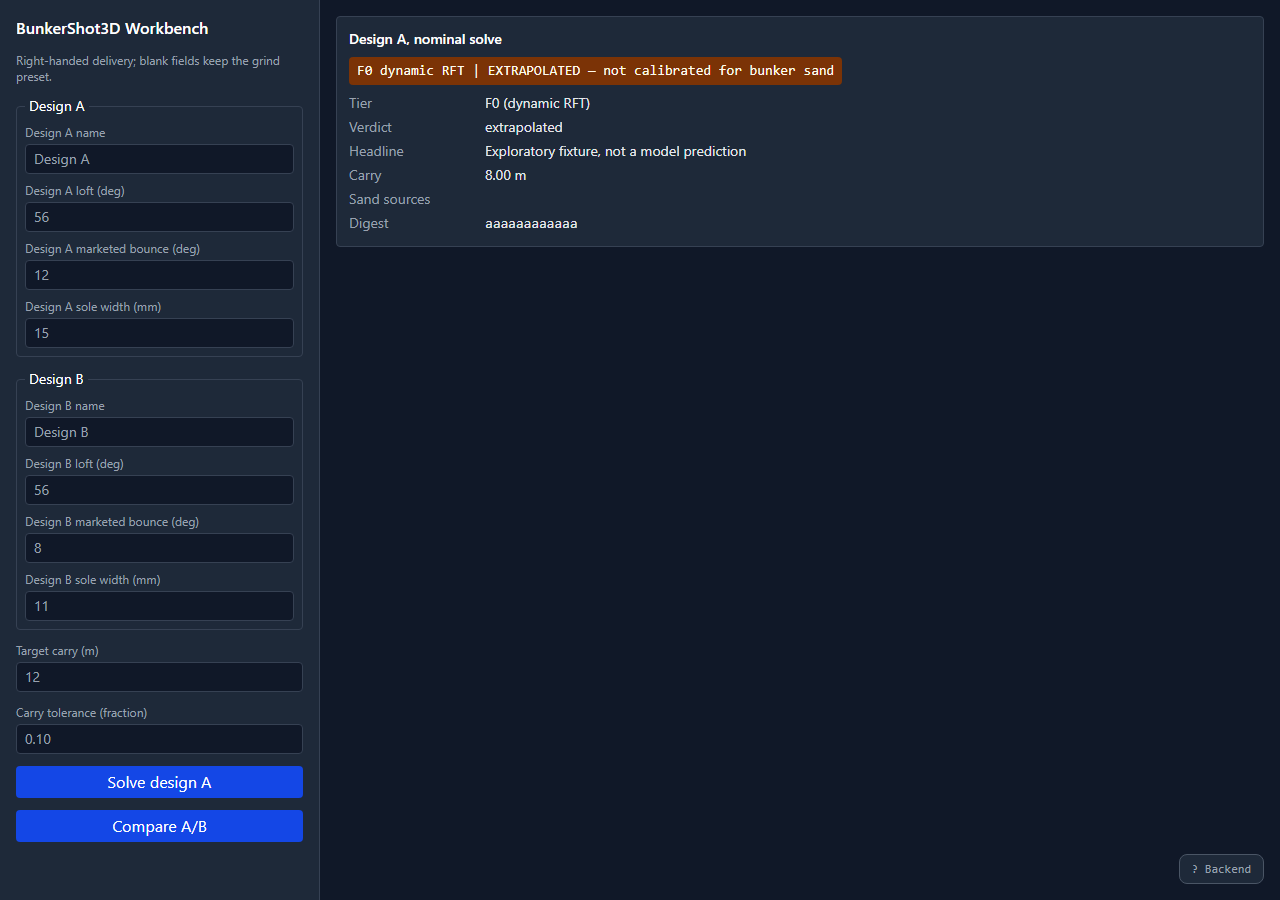 BunkerShot3D Workbench
Right-handed delivery; blank fields keep the grind
preset.
Design A
Design A name
Design A
Design A loft (deg)
56
Design A marketed bounce (deg)
12
Design A sole width (mm)
15
Design B
Design B name
Design B
Design B loft (deg)
56
Design B marketed bounce (deg)
8
Design B sole width (mm)
11
Target carry (m)
12
Carry tolerance (fraction)
0.10
Solve design A
Compare A/B
Design A, nominal solve
F0 dynamic RFT | EXTRAPOLATED — not calibrated for bunker sand
Tier F0 (dynamic RFT)
Verdict extrapolated
Headline Exploratory fixture, not a model prediction
Carry 8.00 m
Sand sources
Digest aaaaaaaaaaaa
? Backend